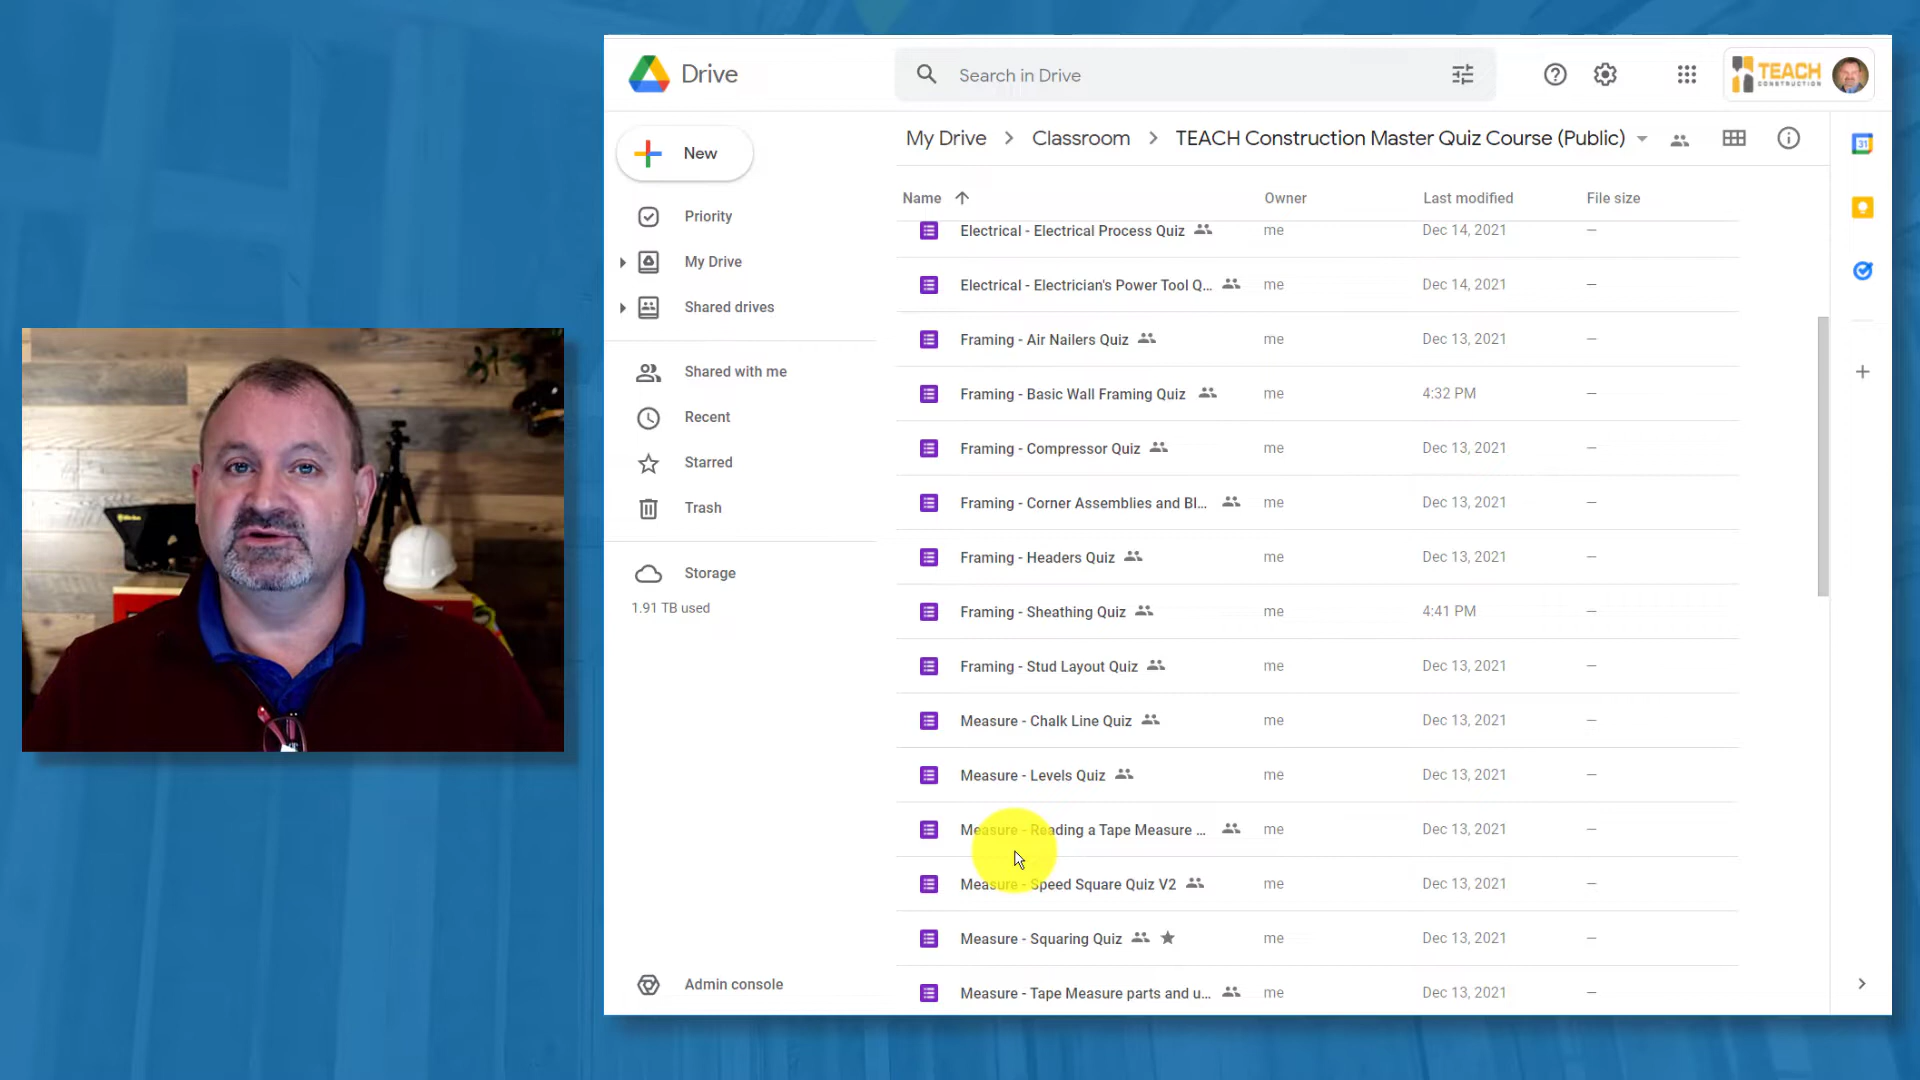 Drive
Search in Drive
TEACH
CONSTRUCTION
New
My Drive
Classroom
TEACH Construction Master Quiz Course (Public)
31
Priority
My Drive
Shared drives
Shared with me
Recent
Starred
Trash
Storage
1.91 TB used
Admin console
Name Owner Last modified File size
Electrical - Electrical Process Quiz me Dec 14, 2021 –
Electrical - Electrician's Power Tool Q... me Dec 14, 2021 –
Framing - Air Nailers Quiz me Dec 13, 2021 –
Framing - Basic Wall Framing Quiz me 4:32 PM –
Framing - Compressor Quiz me Dec 13, 2021 –
Framing - Corner Assemblies and Bl... me Dec 13, 2021 –
Framing - Headers Quiz me Dec 13, 2021 –
Framing - Sheathing Quiz me 4:41 PM –
Framing - Stud Layout Quiz me Dec 13, 2021 –
Measure - Chalk Line Quiz me Dec 13, 2021 –
Measure - Levels Quiz me Dec 13, 2021 –
Measure - Reading a Tape Measure ... me Dec 13, 2021 –
Measure - Speed Square Quiz V2 me Dec 13, 2021 –
Measure - Squaring Quiz me Dec 13, 2021 –
Measure - Tape Measure parts and u... me Dec 13, 2021 –